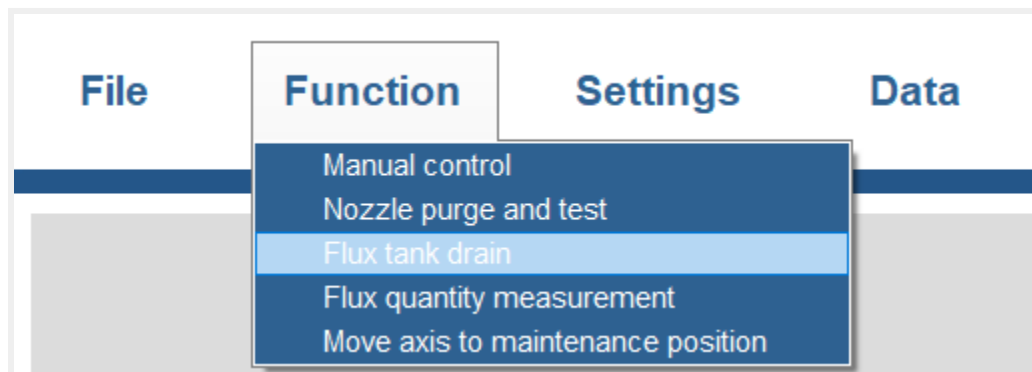 File Function Settings Data
Manual control
Nozzle purge and test
Flux tank drain
Flux quantity measurement
Move axis to maintenance position